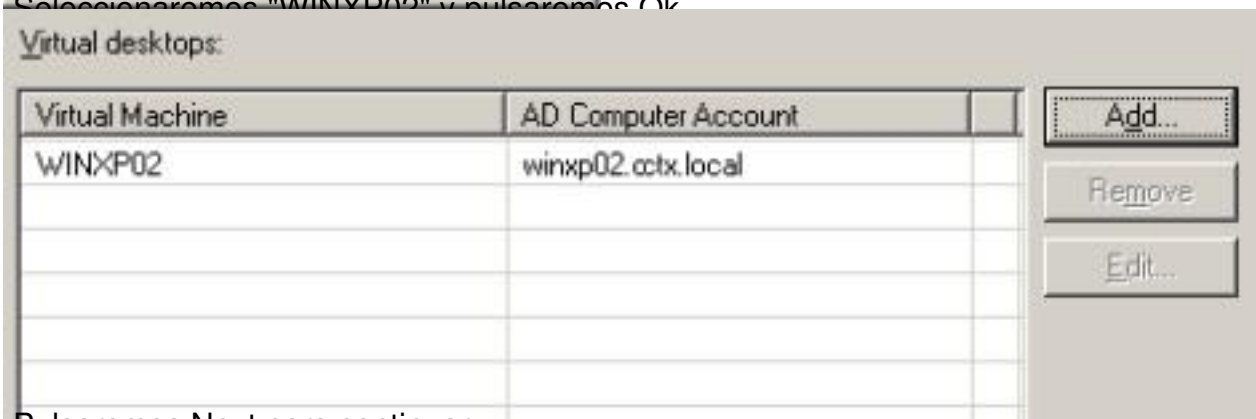 Seleccionaremos "WINXP02" y pulsaremos Ok
Virtual desktops:
Virtual Machine AD Computer Account
Add...
WINXP02 winxp02.cctx.local
Remove
Edit...
Pulsaremos Next para continuar